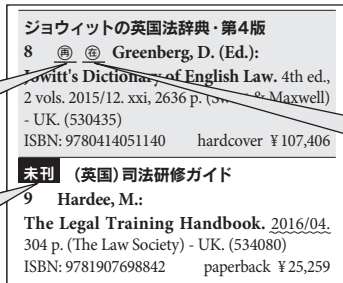 ジョウィットの英国法辞典・第4版
8 ㊢ ㊡ Greenberg, D. (Ed.):
Jowitt's Dictionary of English Law. 4th ed.,
2 vols. 2015/12. xxi, 2636 p. (Sweet & Maxwell)
- UK. (530435)
ISBN: 9780414051140 hardcover ¥107,406
未刊 (英国)司法研修ガイド
9 Hardee, M.:
The Legal Training Handbook. 2016/04.
304 p. (The Law Society) - UK. (534080)
ISBN: 9781907698842 paperback ¥25,259